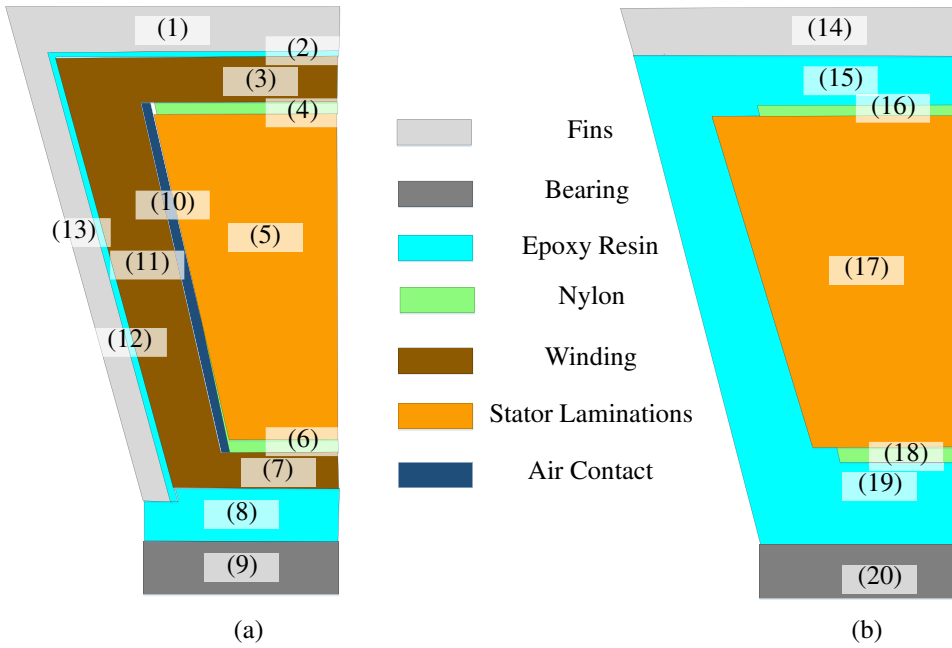 (1)
(2)
(3)
(4)
(10)
(5)
(13)
(11)
(12)
(6)
(7)
(8)
(9)
(a)
Fins
Bearing
Epoxy Resin
Nylon
Winding
Stator Laminations
Air Contact
(14)
(15)
(16)
(17)
(18)
(19)
(20)
(b)